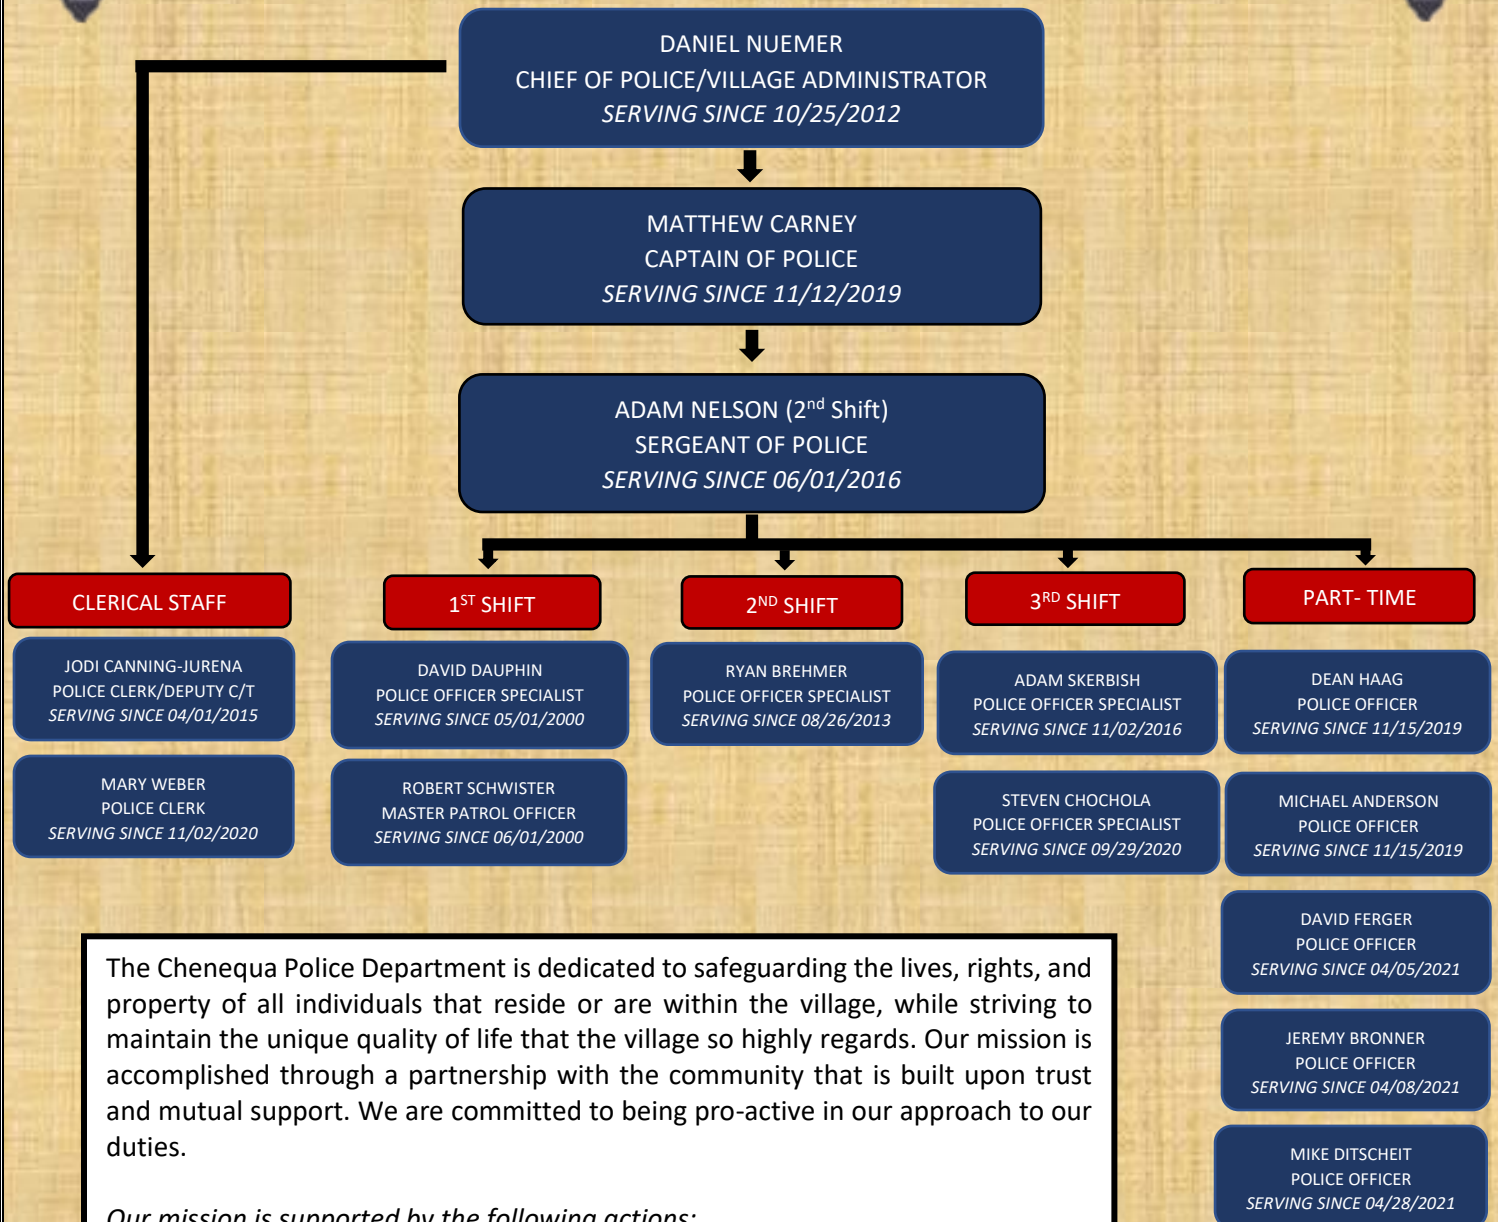 DANIEL NUEMER
CHIEF OF POLICE/VILLAGE ADMINISTRATOR
SERVING SINCE 10/25/2012
MATTHEW CARNEY
CAPTAIN OF POLICE
SERVING SINCE 11/12/2019
ADAM NELSON (2nd Shift)
SERGEANT OF POLICE
SERVING SINCE 06/01/2016
CLERICAL STAFF
JODI CANNING-JURENA
POLICE CLERK/DEPUTY C/T
SERVING SINCE 04/01/2015
MARY WEBER
POLICE CLERK
SERVING SINCE 11/02/2020
1ST SHIFT
DAVID DAUPHIN
POLICE OFFICER SPECIALIST
SERVING SINCE 05/01/2000
ROBERT SCHWISTER
MASTER PATROL OFFICER
SERVING SINCE 06/01/2000
2ND SHIFT
RYAN BREHMER
POLICE OFFICER SPECIALIST
SERVING SINCE 08/26/2013
3RD SHIFT
ADAM SKERBISH
POLICE OFFICER SPECIALIST
SERVING SINCE 11/02/2016
STEVEN CHOCHOLA
POLICE OFFICER SPECIALIST
SERVING SINCE 09/29/2020
PART- TIME
DEAN HAAG
POLICE OFFICER
SERVING SINCE 11/15/2019
MICHAEL ANDERSON
POLICE OFFICER
SERVING SINCE 11/15/2019
DAVID FERGER
POLICE OFFICER
SERVING SINCE 04/05/2021
JEREMY BRONNER
POLICE OFFICER
SERVING SINCE 04/08/2021
MIKE DITSCHEIT
POLICE OFFICER
SERVING SINCE 04/28/2021
The Chenequa Police Department is dedicated to safeguarding the lives, rights, and
property of all individuals that reside or are within the village, while striving to
maintain the unique quality of life that the village so highly regards. Our mission is
accomplished through a partnership with the community that is built upon trust
and mutual support. We are committed to being pro-active in our approach to our
duties.
Our mission is supported by the following actions: